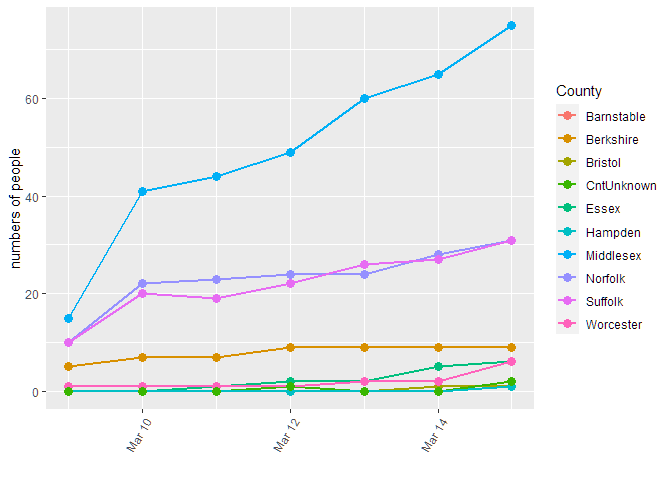 numbers of people
60
40
20
0
Mar 10
Mar 12
Mar 14
County
Barnstable
Berkshire
Bristol
CntUnknown
Essex
Hampden
Middlesex
Norfolk
Suffolk
Worcester